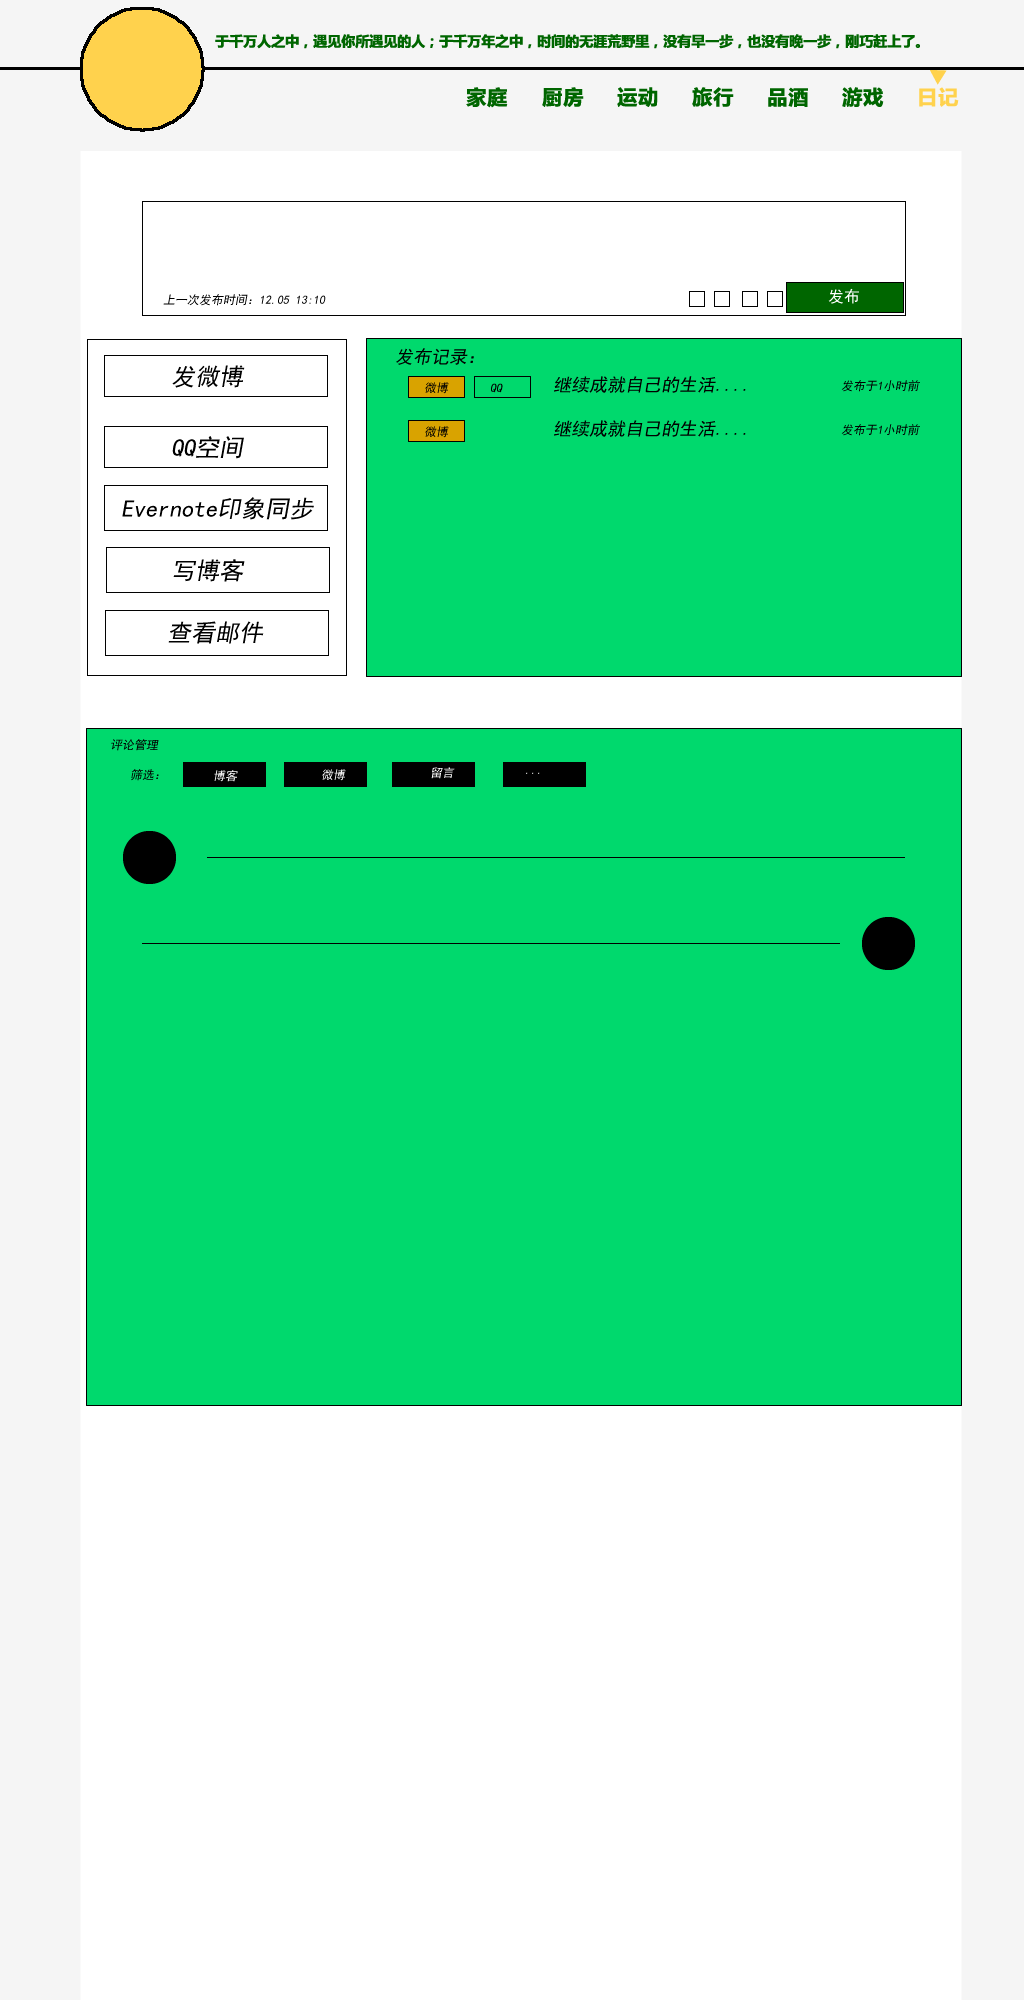 于千万人之中，遇见你所遇见的人；于千万年之中，时间的无涯荒野里，没有早一步，也没有晚一步，刚巧赶上了。
家庭 厨房 运动 旅行 品酒 游戏 日记
上一次发布时间：12.05 13:10 发布
发微博
QQ空间
Evernote印象同步
写博客
查看邮件
发布记录：
微博 QQ 继续成就自己的生活.... 发布于1小时前
微博 继续成就自己的生活.... 发布于1小时前
评论管理
筛选： 博客 微博 留言 ...